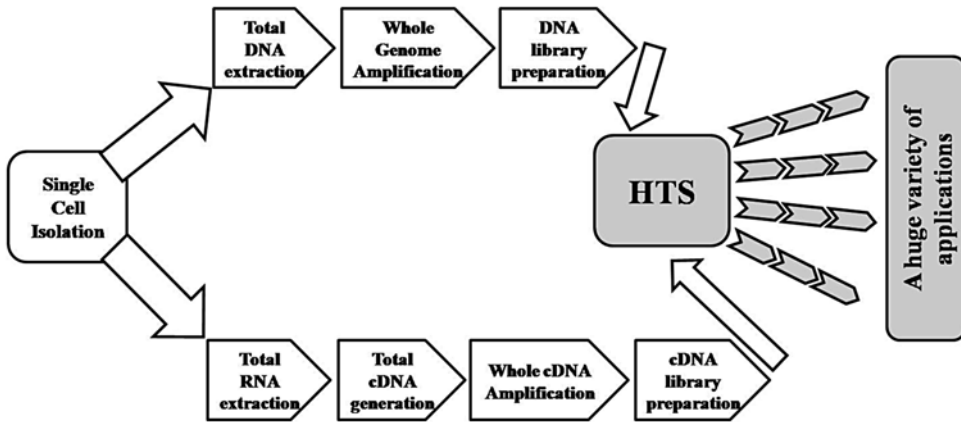 Single
Cell
Isolation
Total
DNA
extraction
Whole
Genome
Amplification
DNA
library
preparation
Total
RNA
extraction
Total
cDNA
generation
Whole cDNA
Amplification
cDNA
library
preparation
HTS
A huge variety of
applications